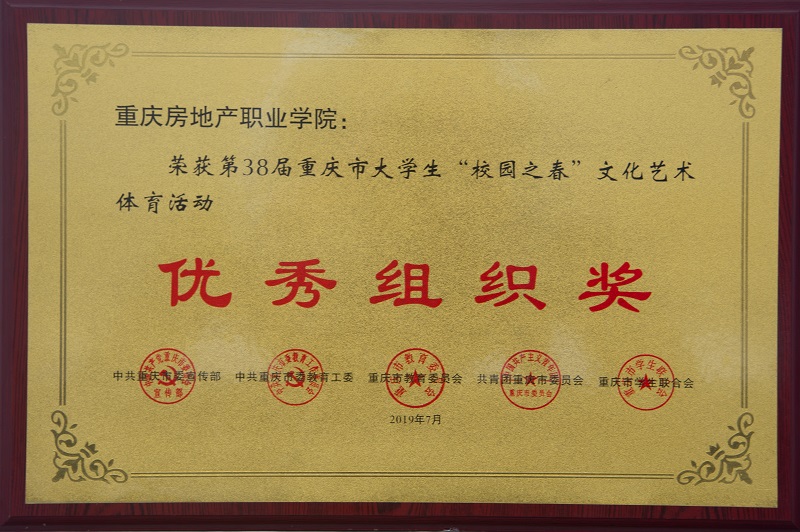 重庆房地产职业学院：
荣获第38届重庆市大学生“校园之春”文化艺术
体育活动
优秀组织奖
中共重庆市委宣传部 中共重庆市委教育工委 重庆市教育委员会 共青团重庆市委员会 重庆市学生联合会
2019年7月